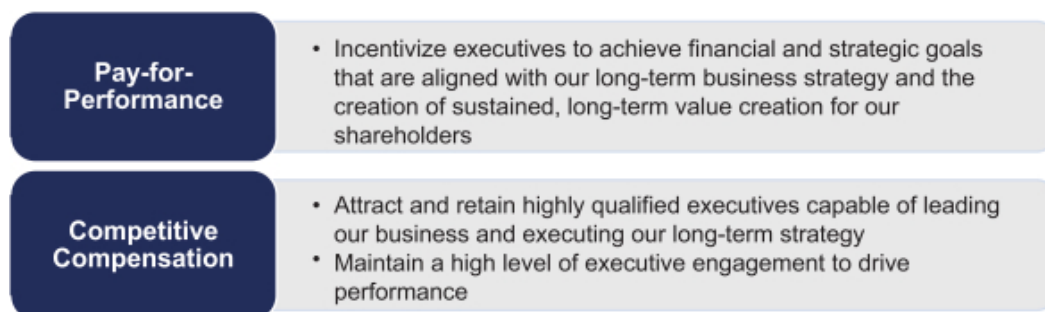 Pay-for-
Performance
• Incentivize executives to achieve financial and strategic goals
that are aligned with our long-term business strategy and the
creation of sustained, long-term value creation for our
shareholders
Competitive
Compensation
• Attract and retain highly qualified executives capable of leading
our business and executing our long-term strategy
• Maintain a high level of executive engagement to drive
performance